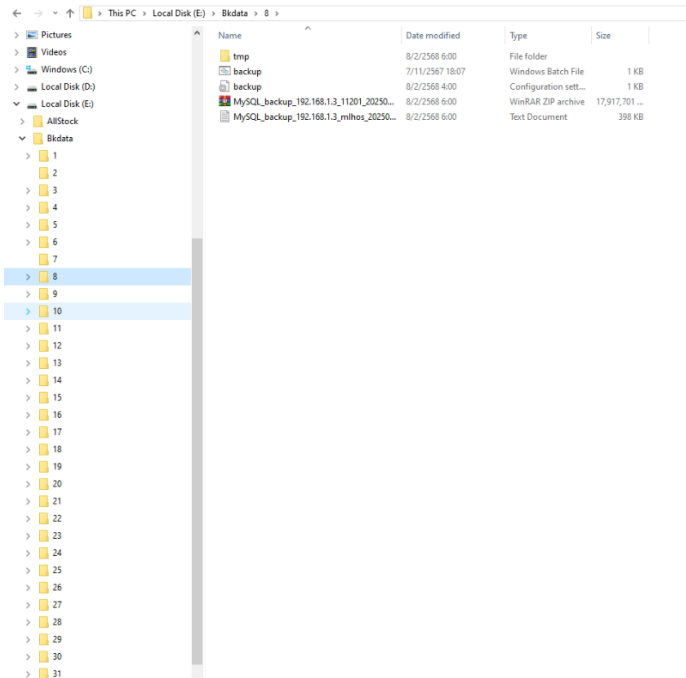 This PC > Local Disk (E:) > Bkdata > 8 >
Pictures
Videos
Windows (C:)
Local Disk (D:)
Local Disk (E:)
AllStock
Bkdata
1
2
3
4
5
6
7
8
9
10
11
12
13
14
15
16
17
18
19
20
21
22
23
24
25
26
27
28
29
30
31
Name Date modified Type Size
tmp 8/2/2568 6:00 File folder
backup 7/11/2567 18:07 Windows Batch File 1 KB
backup 8/2/2568 4:00 Configuration sett... 1 KB
MySQL_backup_192.168.1.3_11201_20250... 8/2/2568 6:00 WinRAR ZIP archive 17,917,701 ...
MySQL_backup_192.168.1.3_mlhos_20250... 8/2/2568 6:00 Text Document 398 KB